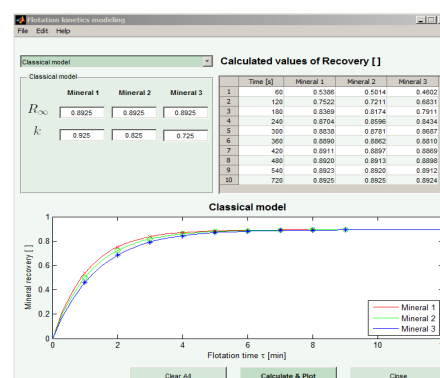 Flotation kinetics modeling
File Edit Help
Classical model
Calculated values of Recovery [ ]
Classical model
Mineral 1 Mineral 2 Mineral 3
R∞ 0.8925 0.8925 0.8925
k 0.925 0.825 0.725
Time [s] Mineral 1 Mineral 2 Mineral 3
1 60 0.5386 0.5014 0.4602
2 120 0.7522 0.7211 0.6831
3 180 0.8369 0.8174 0.7911
4 240 0.8704 0.8596 0.8434
5 300 0.8838 0.8781 0.8687
6 360 0.8890 0.8862 0.8810
7 420 0.8911 0.8897 0.8869
8 480 0.8920 0.8913 0.8898
9 540 0.8923 0.8920 0.8912
10 720 0.8925 0.8925 0.8924
Classical model
Mineral recovery [ ]
1
0.8
0.6
0.4
0.2
0
0 2 4 6 8 10
Mineral 1
Mineral 2
Mineral 3
Flotation time τ [min]
Clear All Calculate & Plot Close